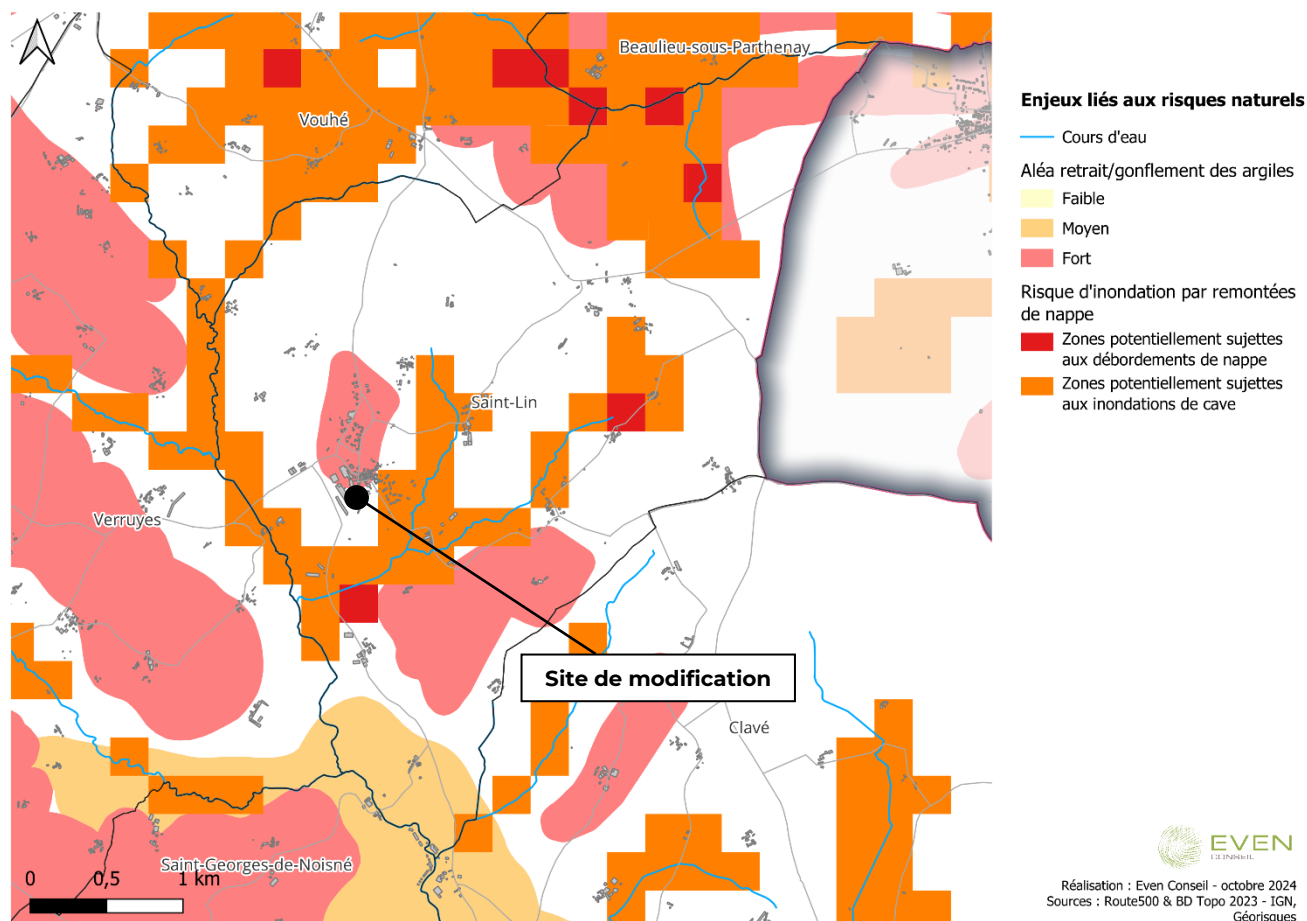 Beaulieu-sous-Parthenay
Vouhé
Saint-Lin
Verruyes
Site de modification
Clavé
Saint-Georges-de-Noisné
0 0,5 1 km
Enjeux liés aux risques naturels
Cours d'eau
Aléa retrait/gonflement des argiles
Faible
Moyen
Fort
Risque d'inondation par remontées
de nappe
Zones potentiellement sujettes
aux débordements de nappe
Zones potentiellement sujettes
aux inondations de cave
EVEN
CONSEIL
Réalisation : Even Conseil - octobre 2024
Sources : Route500 & BD Topo 2023 - IGN,
Géorisques